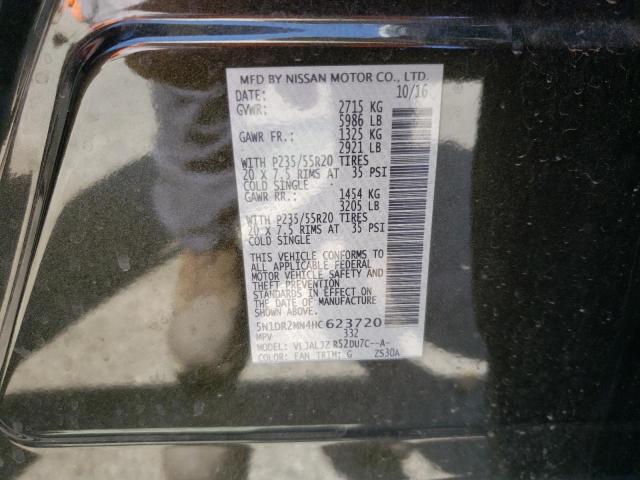 MFD BY NISSAN MOTOR CO., LTD.
DATE: 10/16
GVWR: 2715 KG
5986 LB
GAWR FR: 1325 KG
2921 LB
WITH P235/55R20 TIRES
20 X 7.5 RIMS AT 35 PSI
COLD SINGLE
GAWR RR.: 1454 KG
3205 LB
WITH P235/55R20 TIRES
20 X 7.5 RIMS AT 35 PSI
COLD SINGLE
THIS VEHICLE CONFORMS TO
ALL APPLICABLE FEDERAL
MOTOR VEHICLE SAFETY AND
THEFT PREVENTION
STANDARDS IN EFFECT ON
THE DATE OF MANUFACTURE
SHOWN ABOVE.
5N1DR2MN4HC623720
MPV 332
MODEL: VLJALJZ R52DU7C--A-
COLOR: EAN TRIM: G ZS30A